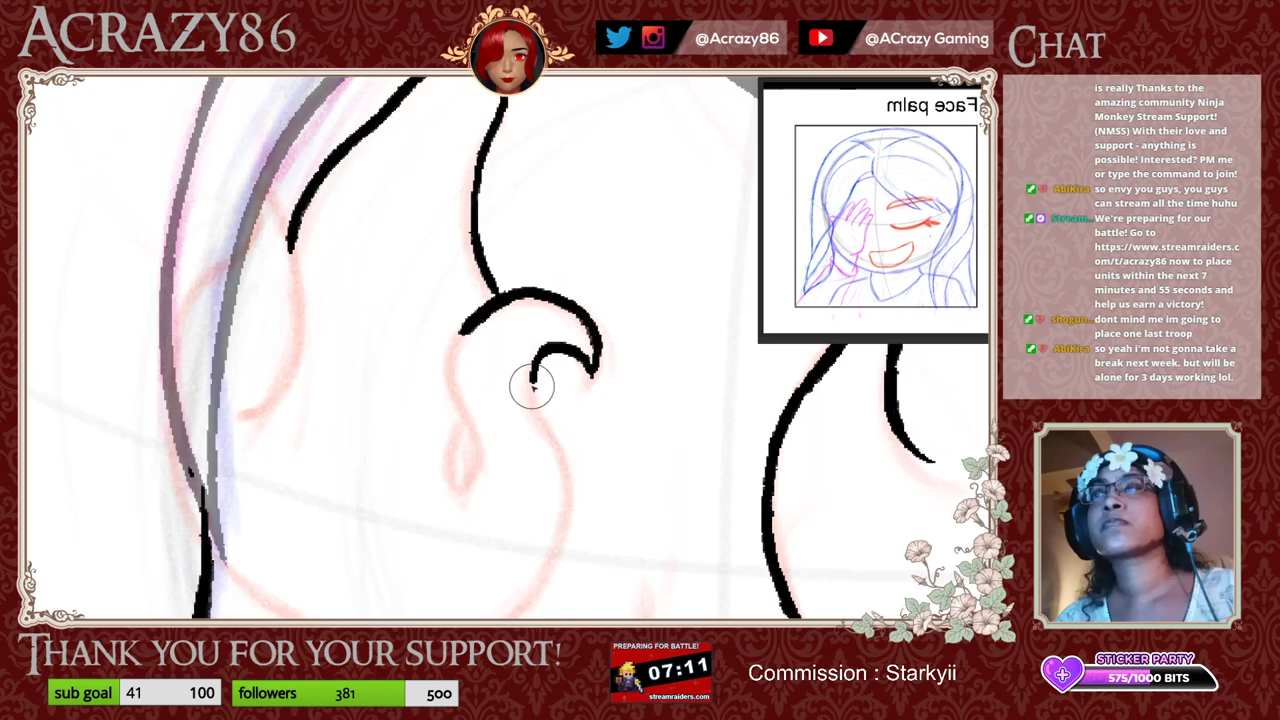 ACRAZY86
@Acrazy86
@ACrazy Gaming
CHAT
Face palm
is really Thanks to the
amazing community Ninja
Monkey Stream Support!
(NMSS) With their love and
support - anything is
possible! Interested? PM me
or type the command to join!
AbiKira
so envy you guys, you guys
can stream all the time huhu
Stream...
We're preparing for our
battle! Go to
https://www.streamraiders.c
om/t/acrazy86 now to place
units within the next 7
minutes and 55 seconds and
help us earn a victory!
shogun...
dont mind me im going to
place one last troop
AbiKira
so yeah i'm not gonna take a
break next week. but will be
alone for 3 days working lol.
THANK YOU FOR YOUR SUPPORT!
sub goal 41 100
followers 381 500
PREPARING FOR BATTLE!
07:11
streamraiders.com
Commission : Starkyii
STICKER PARTY
575/1000 BITS